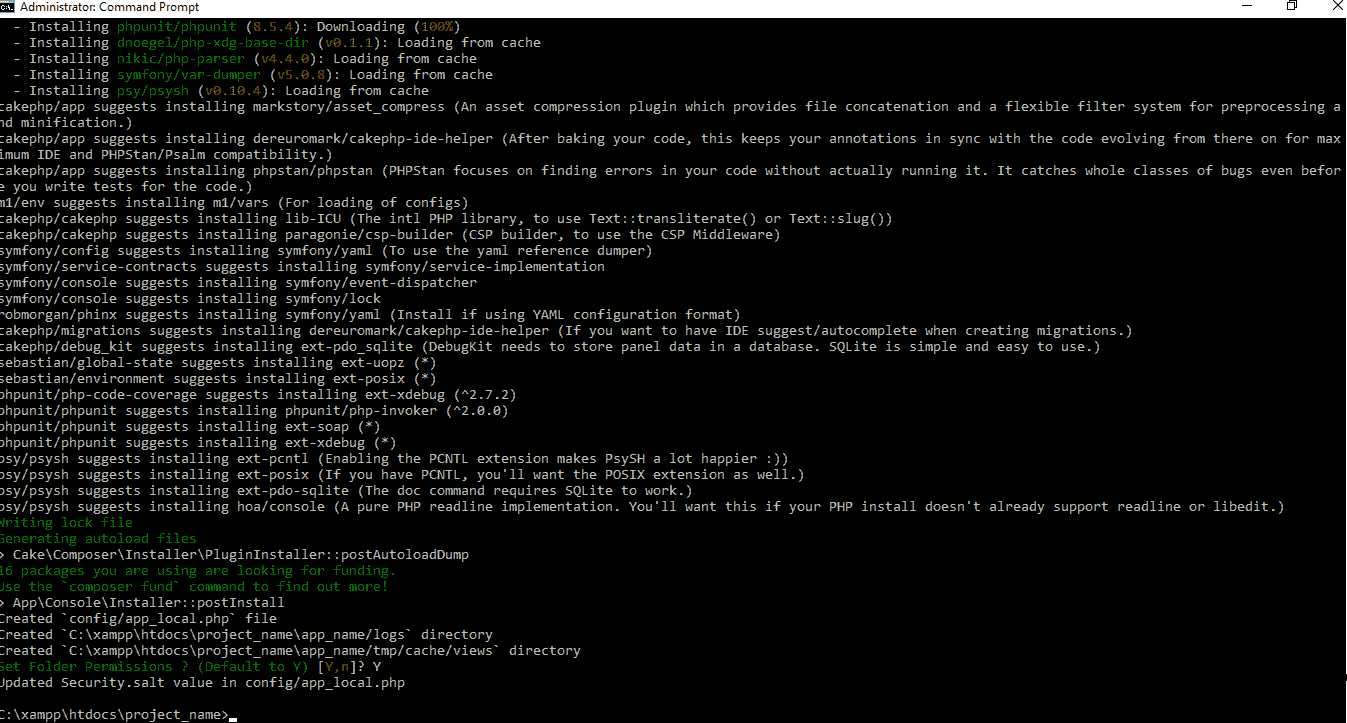 Administrator: Command Prompt
- Installing phpunit/phpunit (8.5.4): Downloading (100%)
- Installing dnoegel/php-xdg-base-dir (v0.1.1): Loading from cache
- Installing nikic/php-parser (v4.4.0): Loading from cache
- Installing symfony/var-dumper (v5.0.8): Loading from cache
- Installing psy/psysh (v0.10.4): Loading from cache
cakephp/app suggests installing markstory/asset_compress (An asset compression plugin which provides file concatenation and a flexible filter system for preprocessing a
nd minification.)
cakephp/app suggests installing dereuromark/cakephp-ide-helper (After baking your code, this keeps your annotations in sync with the code evolving from there on for max
imum IDE and PHPStan/Psalm compatibility.)
cakephp/app suggests installing phpstan/phpstan (PHPStan focuses on finding errors in your code without actually running it. It catches whole classes of bugs even befor
e you write tests for the code.)
m1/env suggests installing m1/vars (For loading of configs)
cakephp/cakephp suggests installing lib-ICU (The intl PHP library, to use Text::transliterate() or Text::slug())
cakephp/cakephp suggests installing paragonie/csp-builder (CSP builder, to use the CSP Middleware)
symfony/config suggests installing symfony/yaml (To use the yaml reference dumper)
symfony/service-contracts suggests installing symfony/service-implementation
symfony/console suggests installing symfony/event-dispatcher
symfony/console suggests installing symfony/lock
robmorgan/phinx suggests installing symfony/yaml (Install if using YAML configuration format)
cakephp/migrations suggests installing dereuromark/cakephp-ide-helper (If you want to have IDE suggest/autocomplete when creating migrations.)
cakephp/debug_kit suggests installing ext-pdo_sqlite (DebugKit needs to store panel data in a database. SQLite is simple and easy to use.)
sebastian/global-state suggests installing ext-uopz (*)
sebastian/environment suggests installing ext-posix (*)
phpunit/php-code-coverage suggests installing ext-xdebug (^2.7.2)
phpunit/phpunit suggests installing phpunit/php-invoker (^2.0.0)
phpunit/phpunit suggests installing ext-soap (*)
phpunit/phpunit suggests installing ext-xdebug (*)
psy/psysh suggests installing ext-pcntl (Enabling the PCNTL extension makes PsySH a lot happier :))
psy/psysh suggests installing ext-posix (If you have PCNTL, you'll want the POSIX extension as well.)
psy/psysh suggests installing ext-pdo-sqlite (The doc command requires SQLite to work.)
psy/psysh suggests installing hoa/console (A pure PHP readline implementation. You'll want this if your PHP install doesn't already support readline or libedit.)
Writing lock file
Generating autoload files
> Cake\Composer\Installer\PluginInstaller::postAutoloadDump
16 packages you are using are looking for funding.
Use the `composer fund` command to find out more!
> App\Console\Installer::postInstall
Created `config/app_local.php` file
Created `C:\xampp\htdocs\project_name\app_name/logs` directory
Created `C:\xampp\htdocs\project_name\app_name/tmp/cache/views` directory
Set Folder Permissions ? (Default to Y) [Y,n]? Y
Updated Security.salt value in config/app_local.php
C:\xampp\htdocs\project_name>